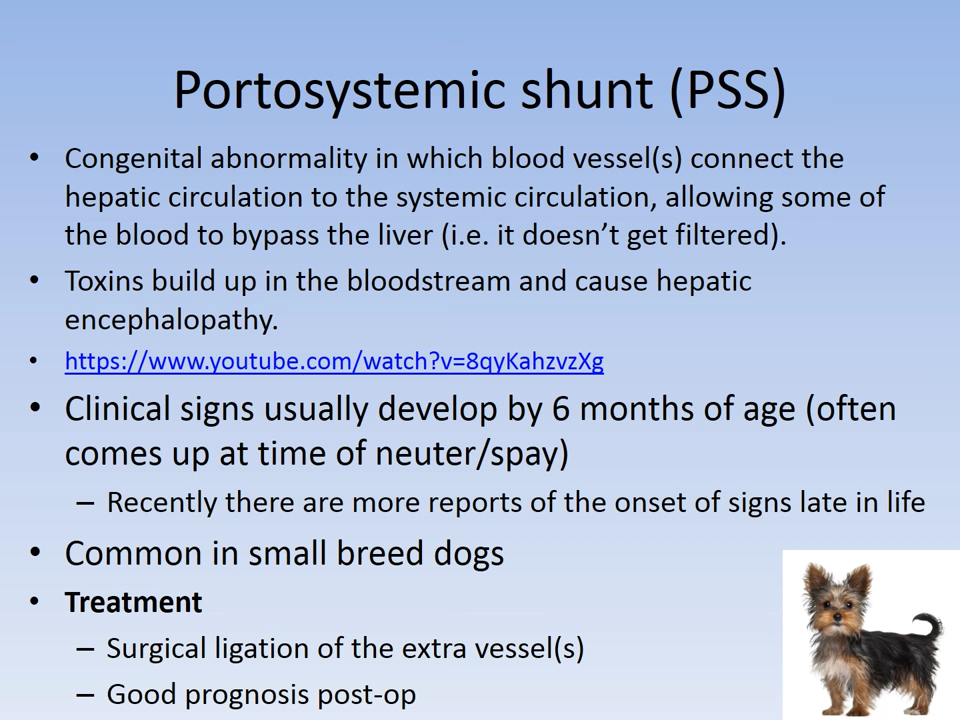 Portosystemic shunt (PSS)
• Congenital abnormality in which blood vessel(s) connect the
hepatic circulation to the systemic circulation, allowing some of
the blood to bypass the liver (i.e. it doesn’t get filtered).
• Toxins build up in the bloodstream and cause hepatic
encephalopathy.
• https://www.youtube.com/watch?v=8qyKahzvzXg
• Clinical signs usually develop by 6 months of age (often
comes up at time of neuter/spay)
– Recently there are more reports of the onset of signs late in life
• Common in small breed dogs
• Treatment
– Surgical ligation of the extra vessel(s)
– Good prognosis post-op